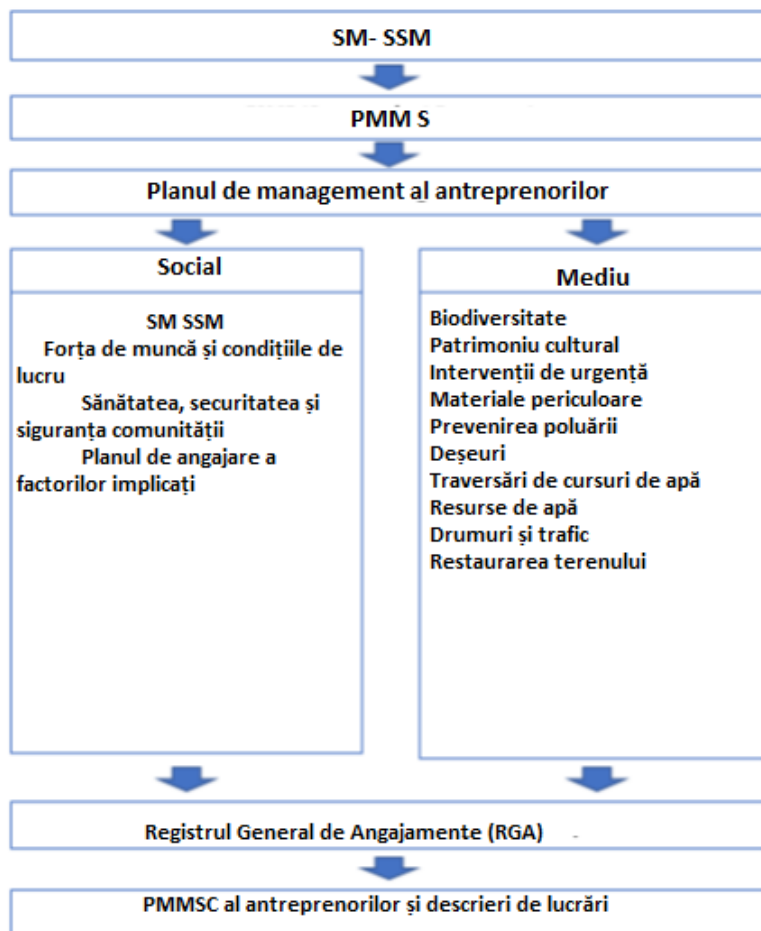 SM- SSM
PMM S
Planul de management al antreprenorilor
Social
SM SSM
Forța de muncă și condițiile de
lucru
Sănătatea, securitatea și
siguranța comunității
Planul de angajare a
factorilor implicați
Mediu
Biodiversitate
Patrimoniu cultural
Intervenții de urgență
Materiale periculoare
Prevenirea poluării
Deșeuri
Traversări de cursuri de apă
Resurse de apă
Drumuri și trafic
Restaurarea terenului
Registrul General de Angajamente (RGA)
PMMSC al antreprenorilor și descrieri de lucrări